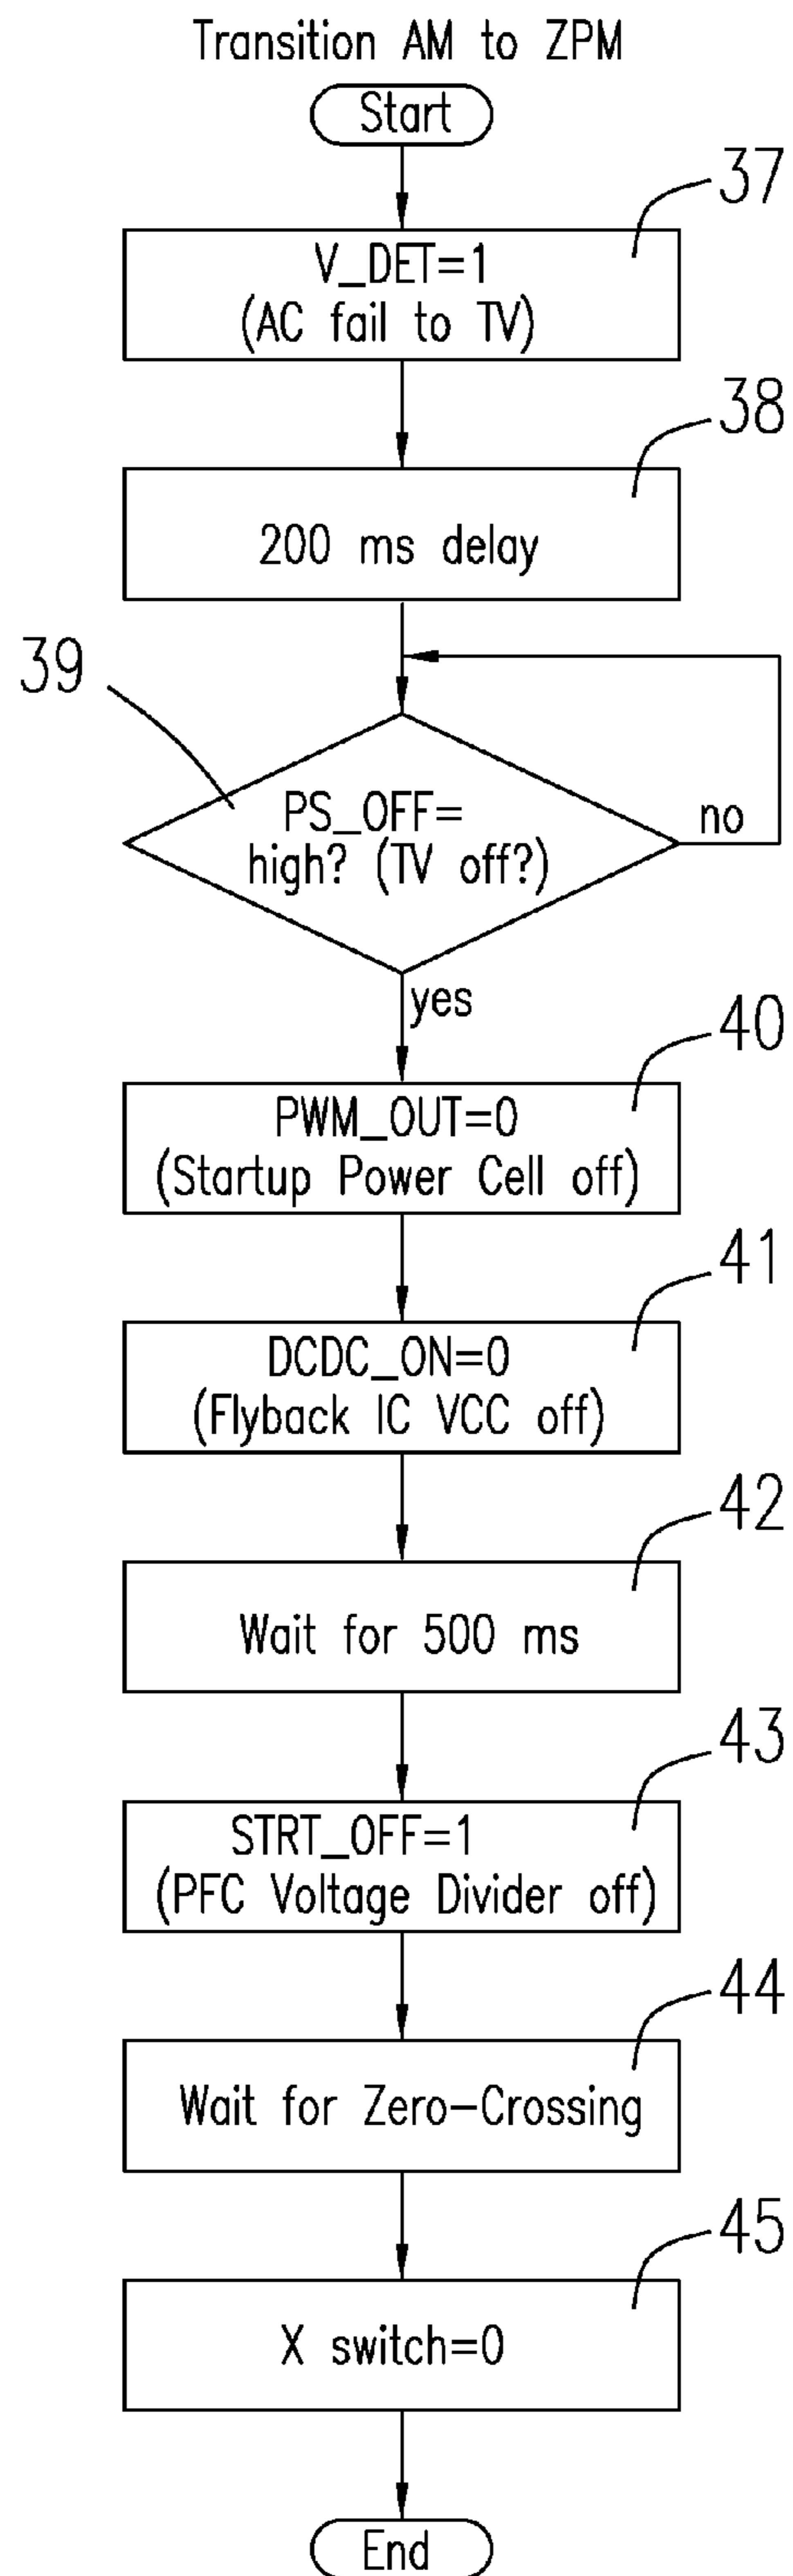 Transition AM to ZPM
Start
37
V_DET=1
(AC fail to TV)
38
200 ms delay
39
PS_OFF=
high? (TV off?)
no
yes
40
PWM_OUT=0
(Startup Power Cell off)
41
DCDC_ON=0
(Flyback IC VCC off)
42
Wait for 500 ms
43
STRT_OFF=1
(PFC Voltage Divider off)
44
Wait for Zero-Crossing
45
X switch=0
End